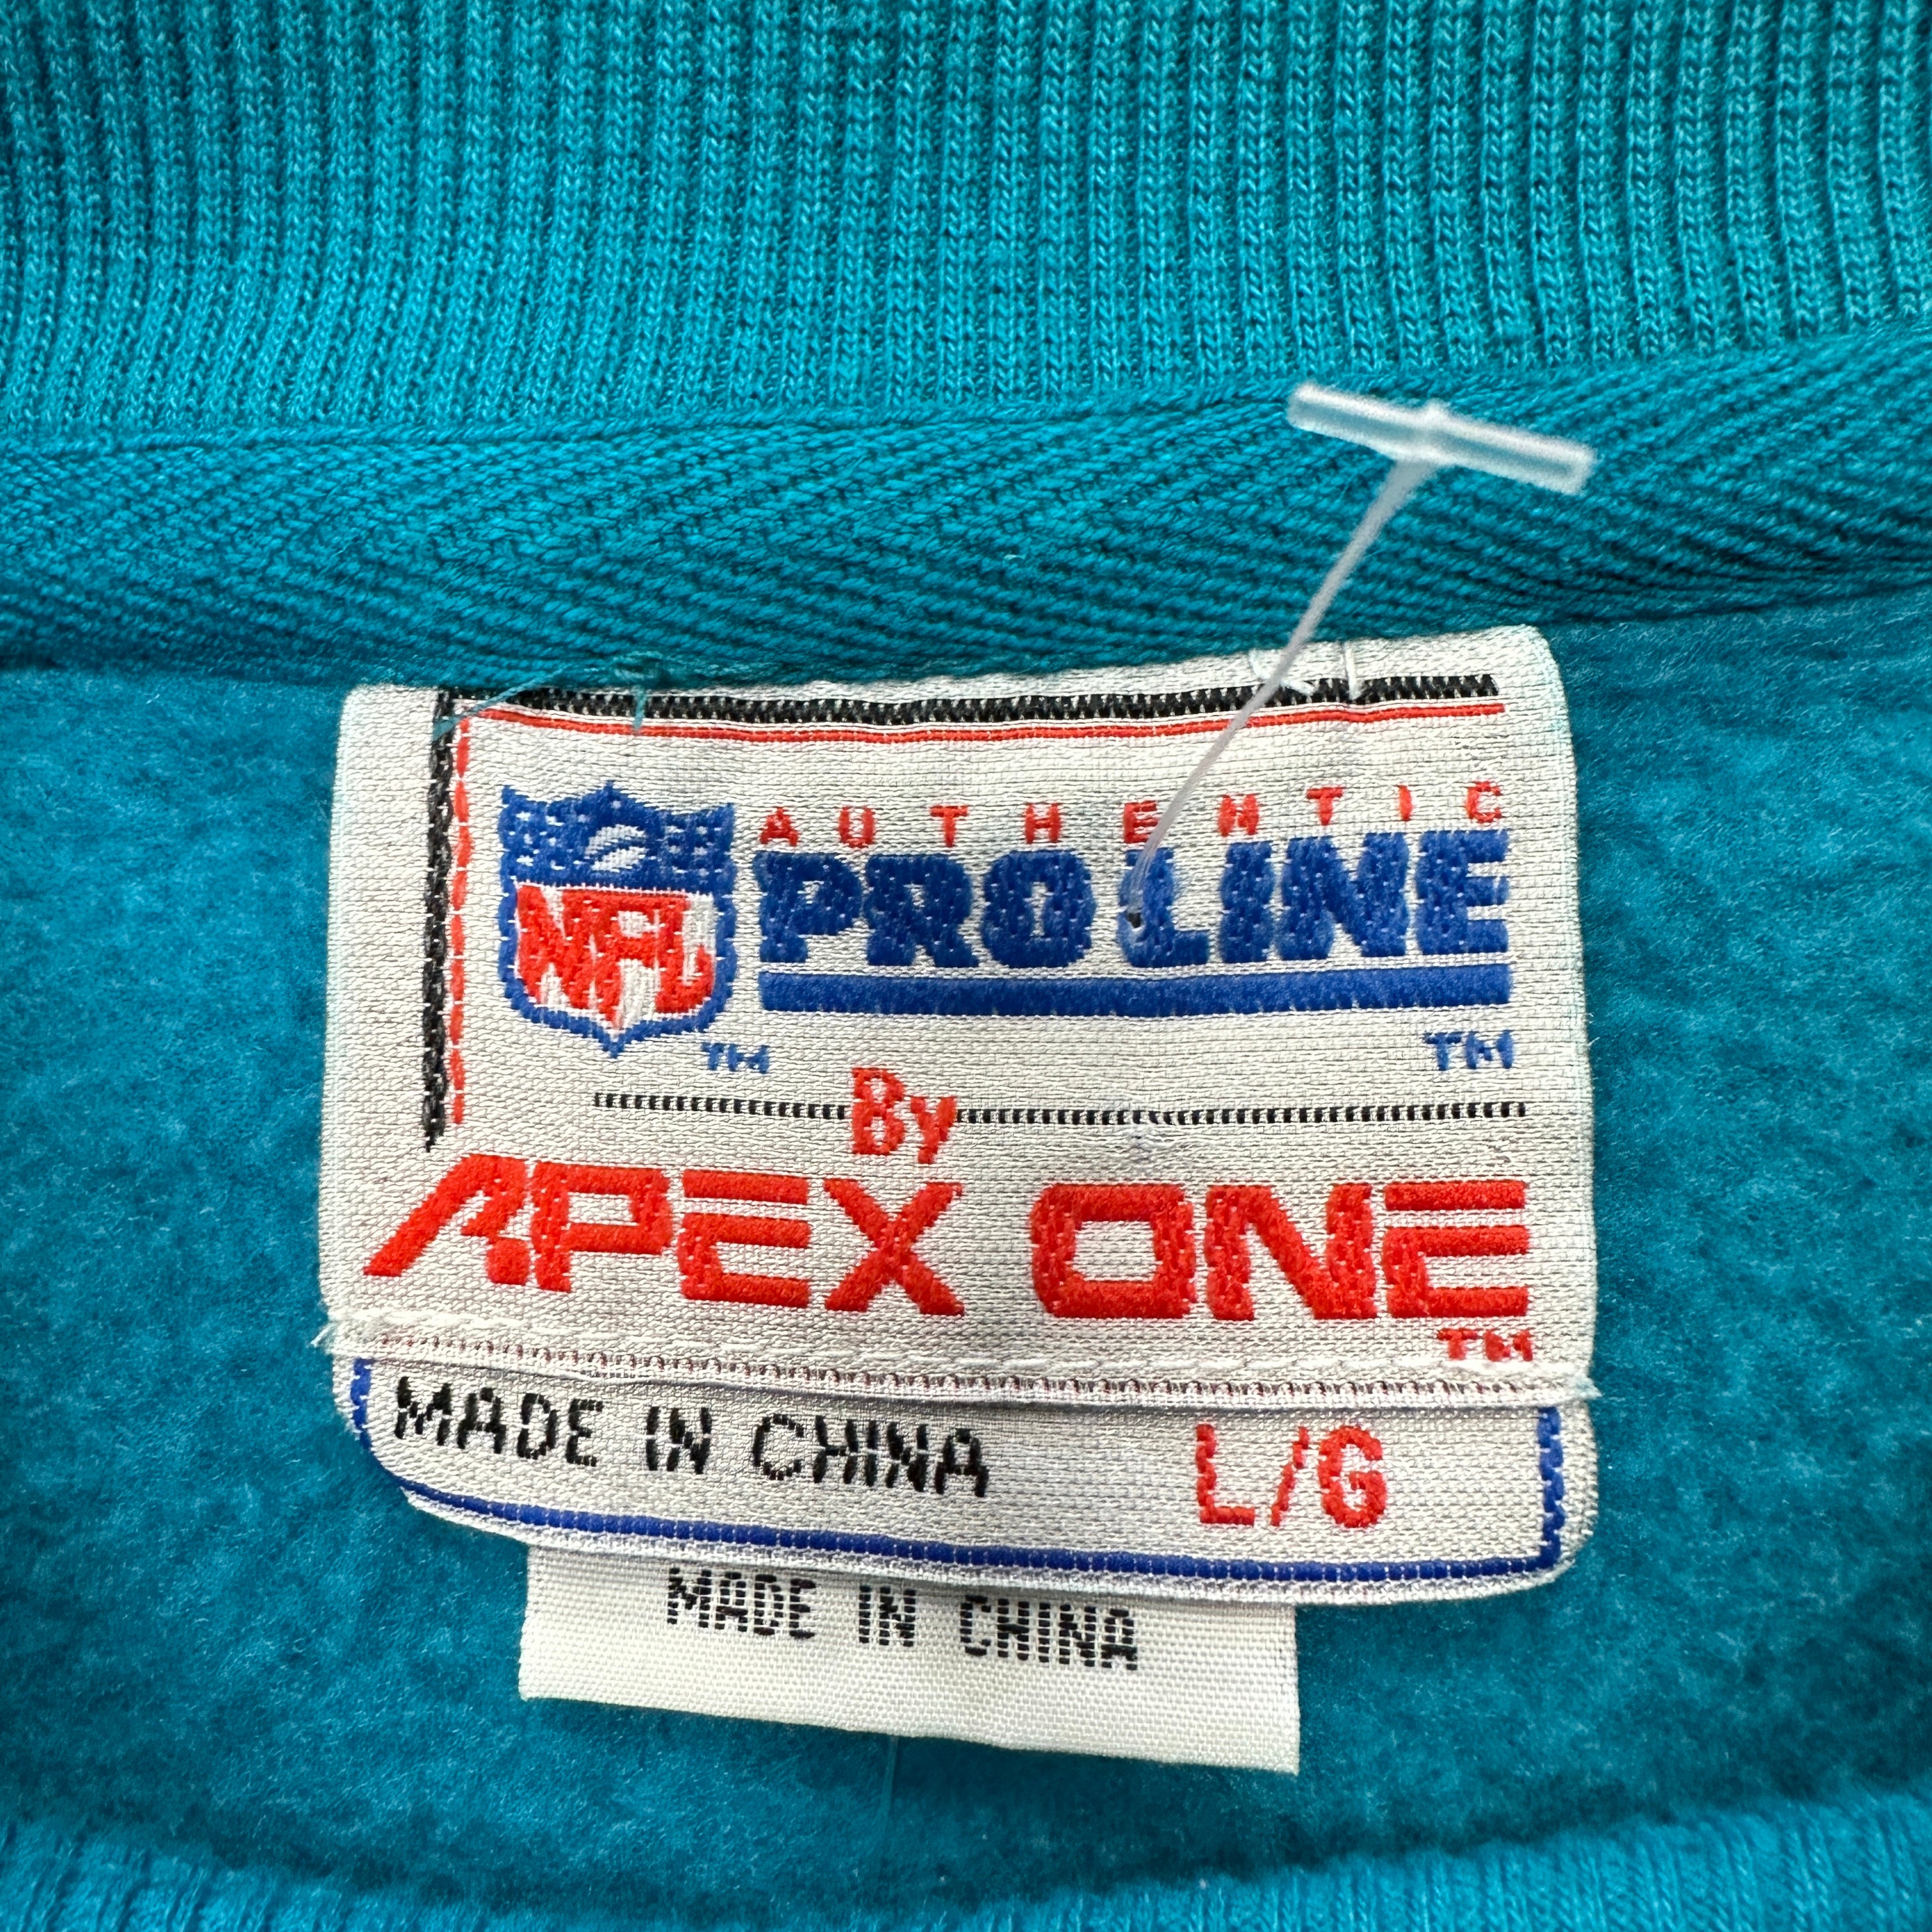 AUTHENTIC
NFL PRO LINE
TM TM
By
APEX ONE
TM
MADE IN CHINA L/G
MADE IN CHINA